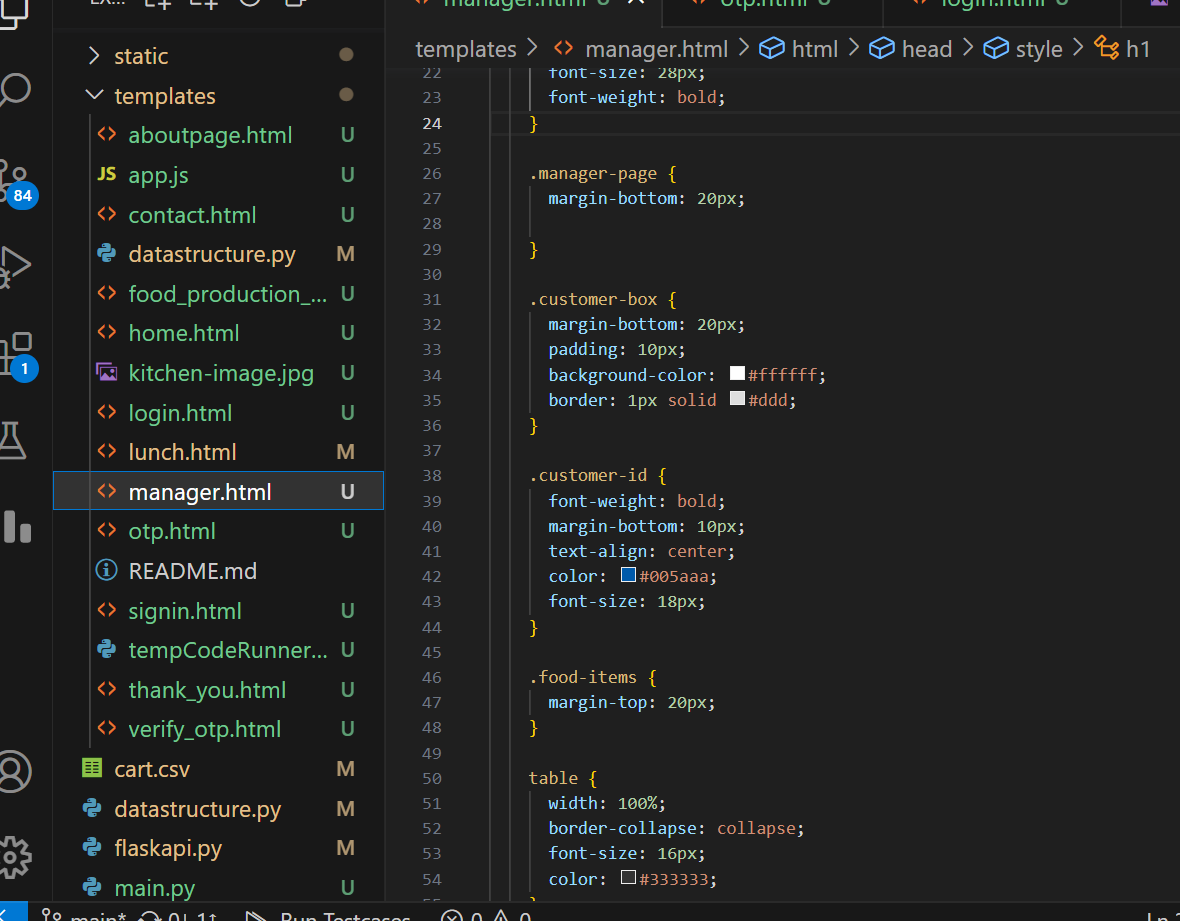 EX...
manager.html U
otp.html U
login.html U
templates > manager.html > html > head > style > h1
static
templates
aboutpage.html U
JS app.js U
contact.html U
datastructure.py M
food_production_... U
home.html U
kitchen-image.jpg U
login.html U
lunch.html M
manager.html U
otp.html U
README.md
signin.html U
tempCodeRunner... U
thank_you.html U
verify_otp.html U
cart.csv M
datastructure.py M
flaskapi.py M
main.py U
84
1
22 font-size: 28px;
23 font-weight: bold;
24 }
25
26 .manager-page {
27 margin-bottom: 20px;
28
29 }
30
31 .customer-box {
32 margin-bottom: 20px;
33 padding: 10px;
34 background-color: #ffffff;
35 border: 1px solid #ddd;
36 }
37
38 .customer-id {
39 font-weight: bold;
40 margin-bottom: 10px;
41 text-align: center;
42 color: #005aaa;
43 font-size: 18px;
44 }
45
46 .food-items {
47 margin-top: 20px;
48 }
49
50 table {
51 width: 100%;
52 border-collapse: collapse;
53 font-size: 16px;
54 color: #333333;
55 }
main* 0↓ 1↑ Run Testcases 0 0